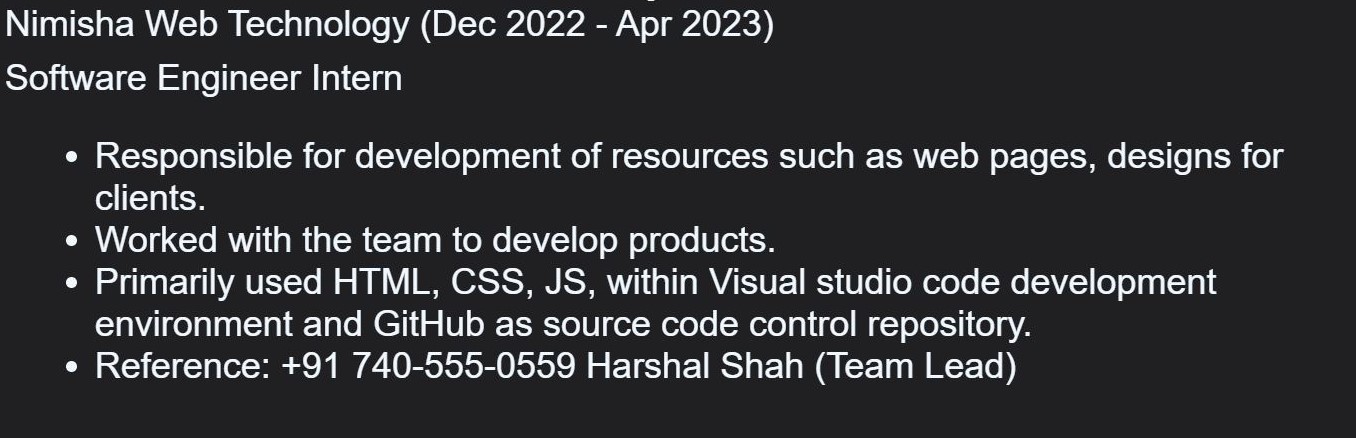 Nimisha Web Technology (Dec 2022 - Apr 2023)
Software Engineer Intern
• Responsible for development of resources such as web pages, designs for
clients.
• Worked with the team to develop products.
• Primarily used HTML, CSS, JS, within Visual studio code development
environment and GitHub as source code control repository.
• Reference: +91 740-555-0559 Harshal Shah (Team Lead)